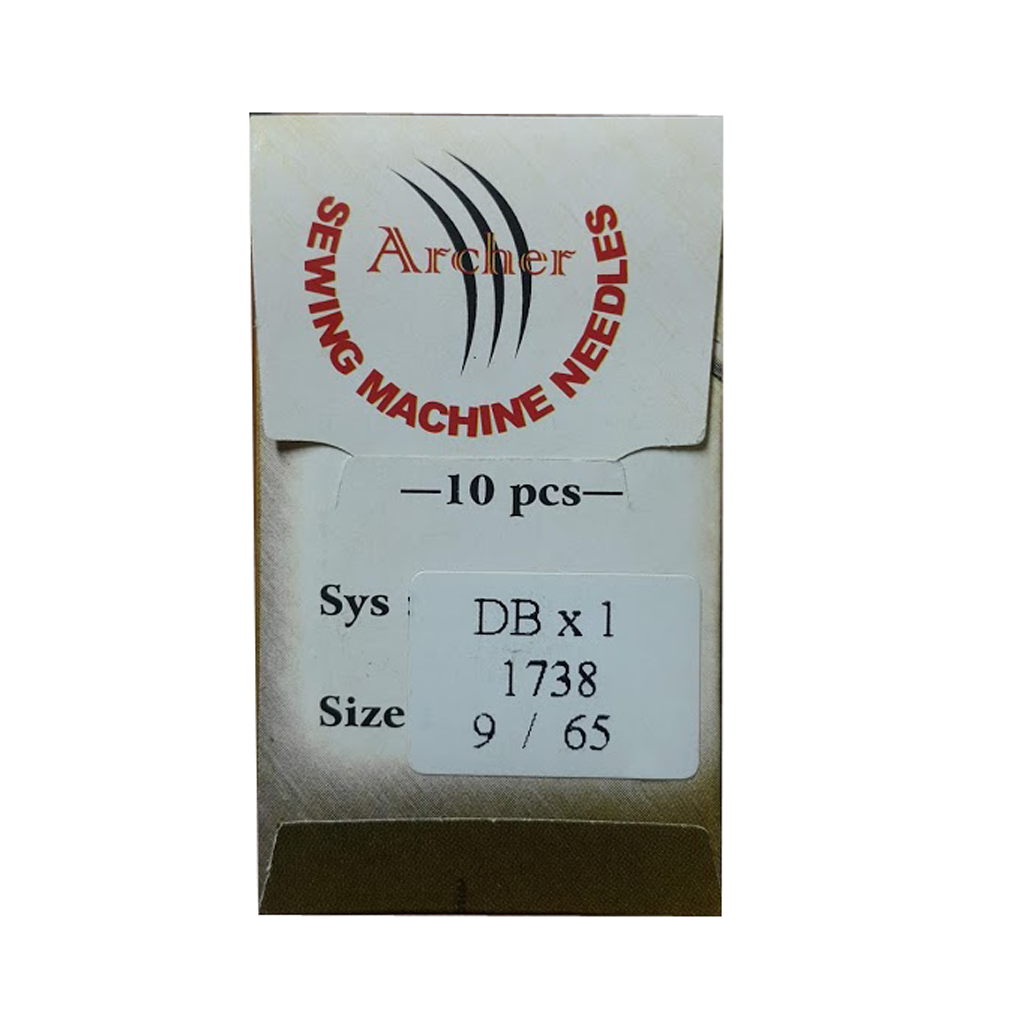 Archer
SEWING MACHINE NEEDLES
—10 pcs—
Sys :
DB x 1
1738
Size
9 / 65